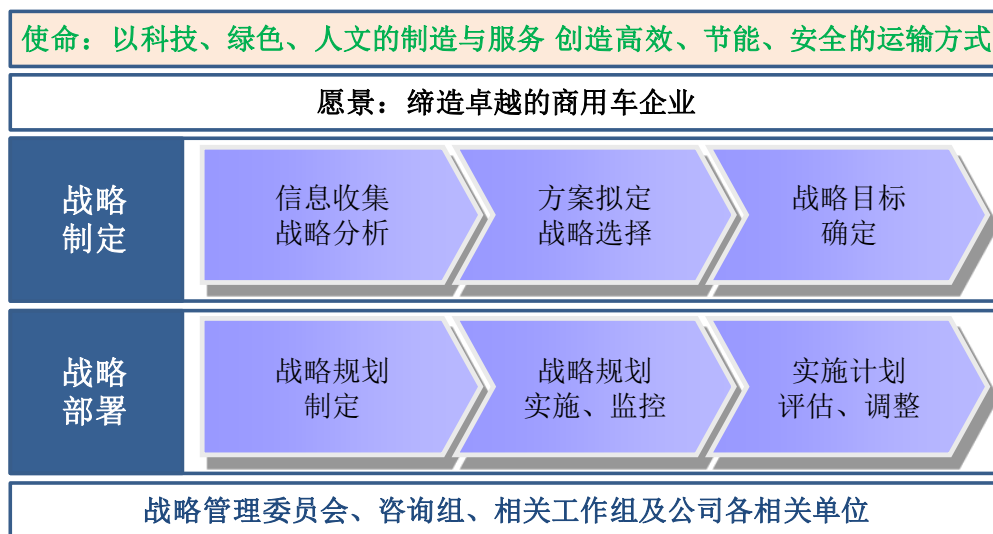 使命：以科技、绿色、人文的制造与服务 创造高效、节能、安全的运输方式
愿景：缔造卓越的商用车企业
战略
制定
信息收集
战略分析
方案拟定
战略选择
战略目标
确定
战略
部署
战略规划
制定
战略规划
实施、监控
实施计划
评估、调整
战略管理委员会、咨询组、相关工作组及公司各相关单位